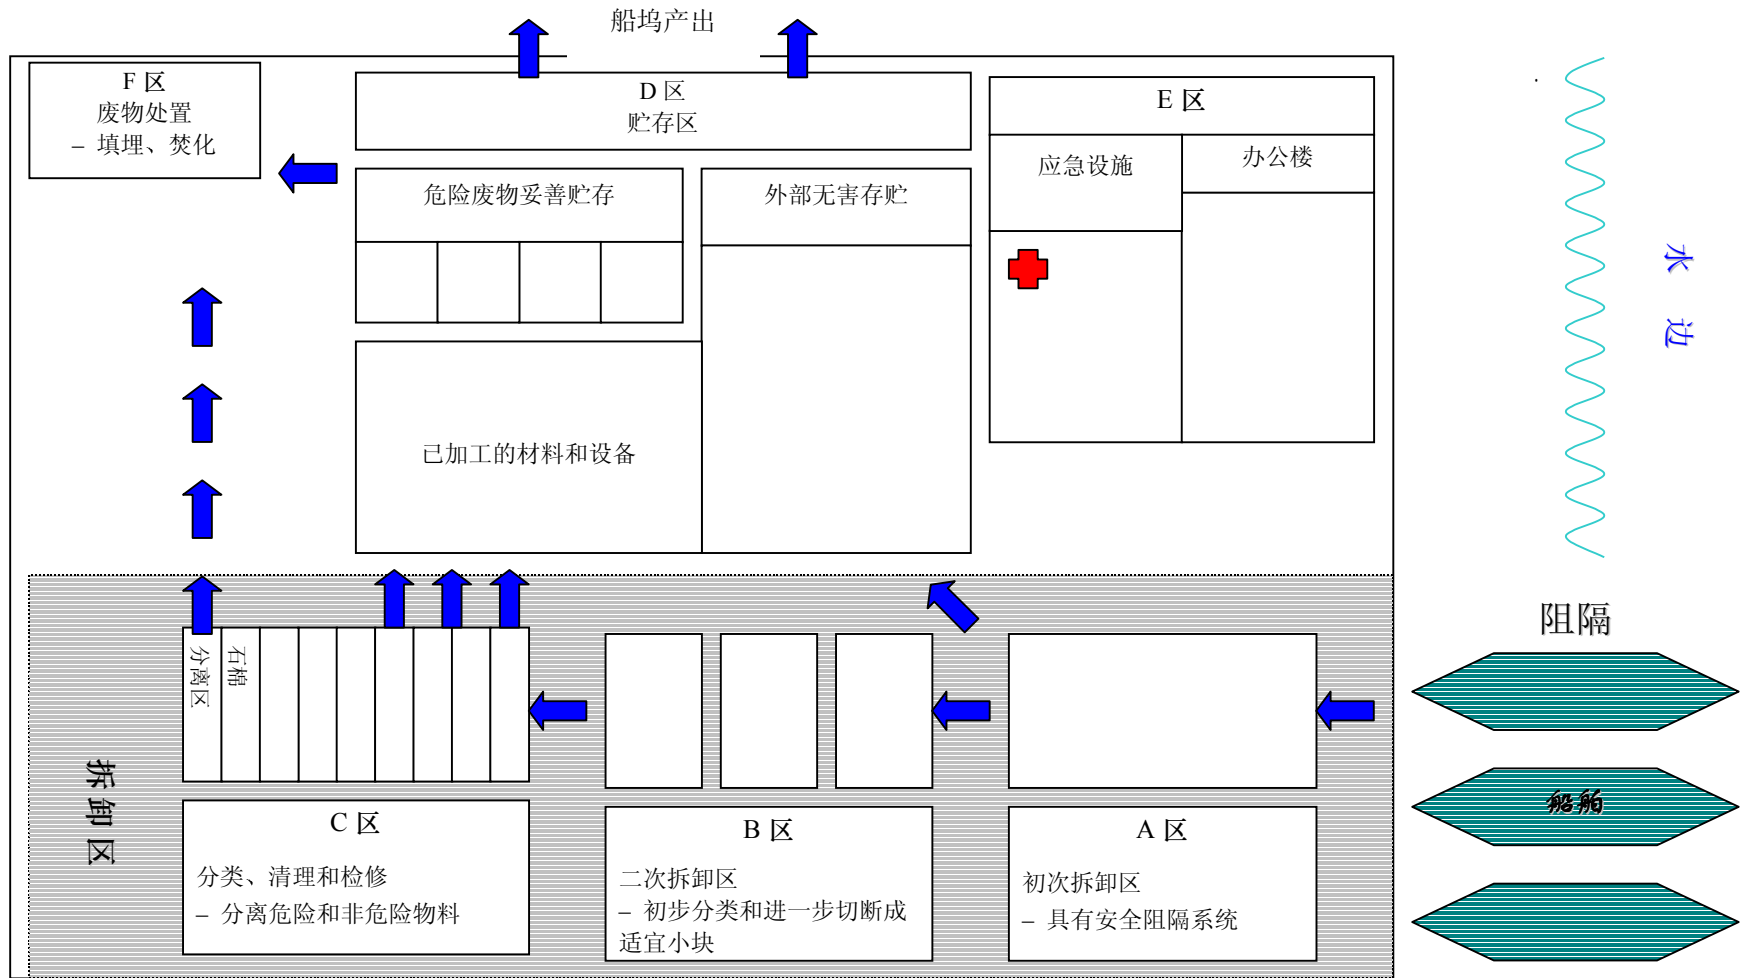 船坞产出
F 区
废物处置
– 填埋、焚化
D 区
贮存区
E 区
应急设施
办公楼
危险废物妥善贮存
外部无害存贮
已加工的材料和设备
水边
阻隔
船舶
分离区
石棉
拆卸区
C 区
分类、清理和检修
– 分离危险和非危险物料
B 区
二次拆卸区
– 初步分类和进一步切断成
适宜小块
A 区
初次拆卸区
– 具有安全阻隔系统